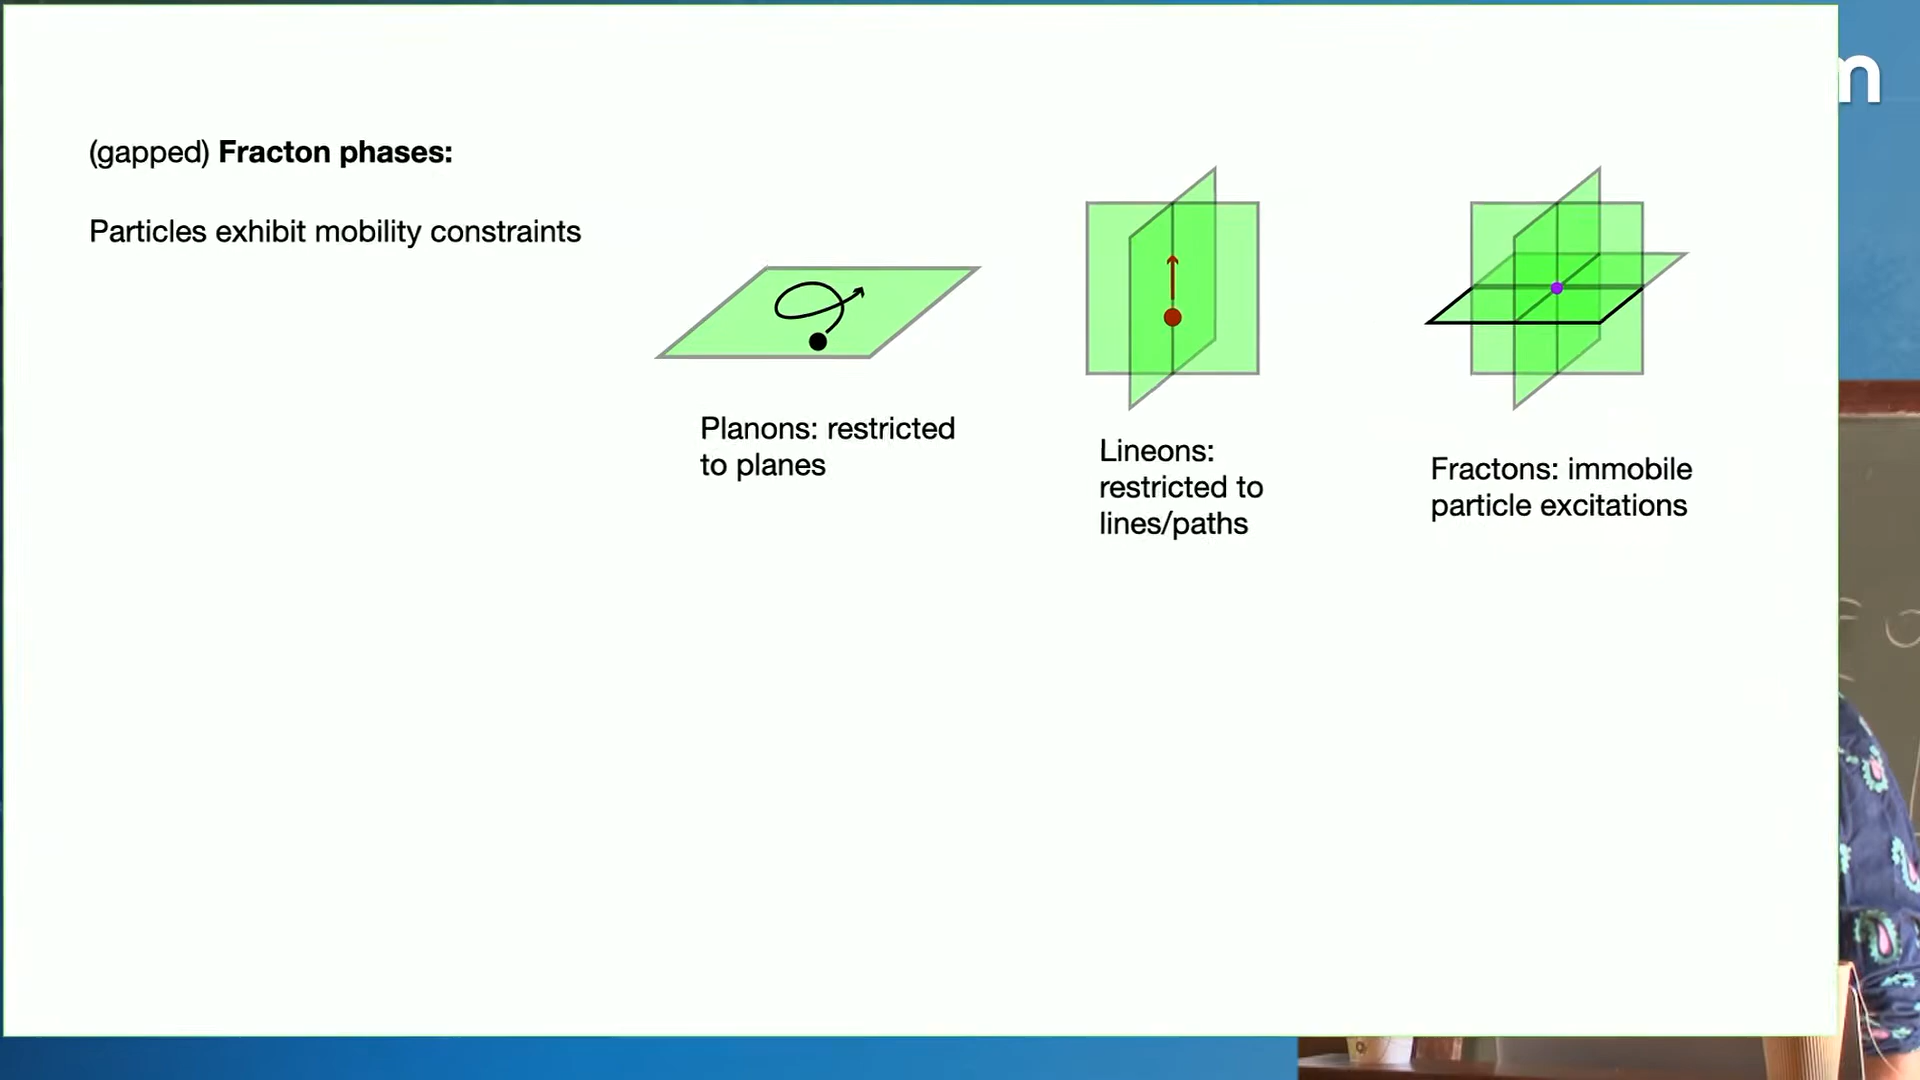 (gapped) Fracton phases:
Particles exhibit mobility constraints
Planons: restricted
to planes
Lineons:
restricted to
lines/paths
Fractons: immobile
particle excitations